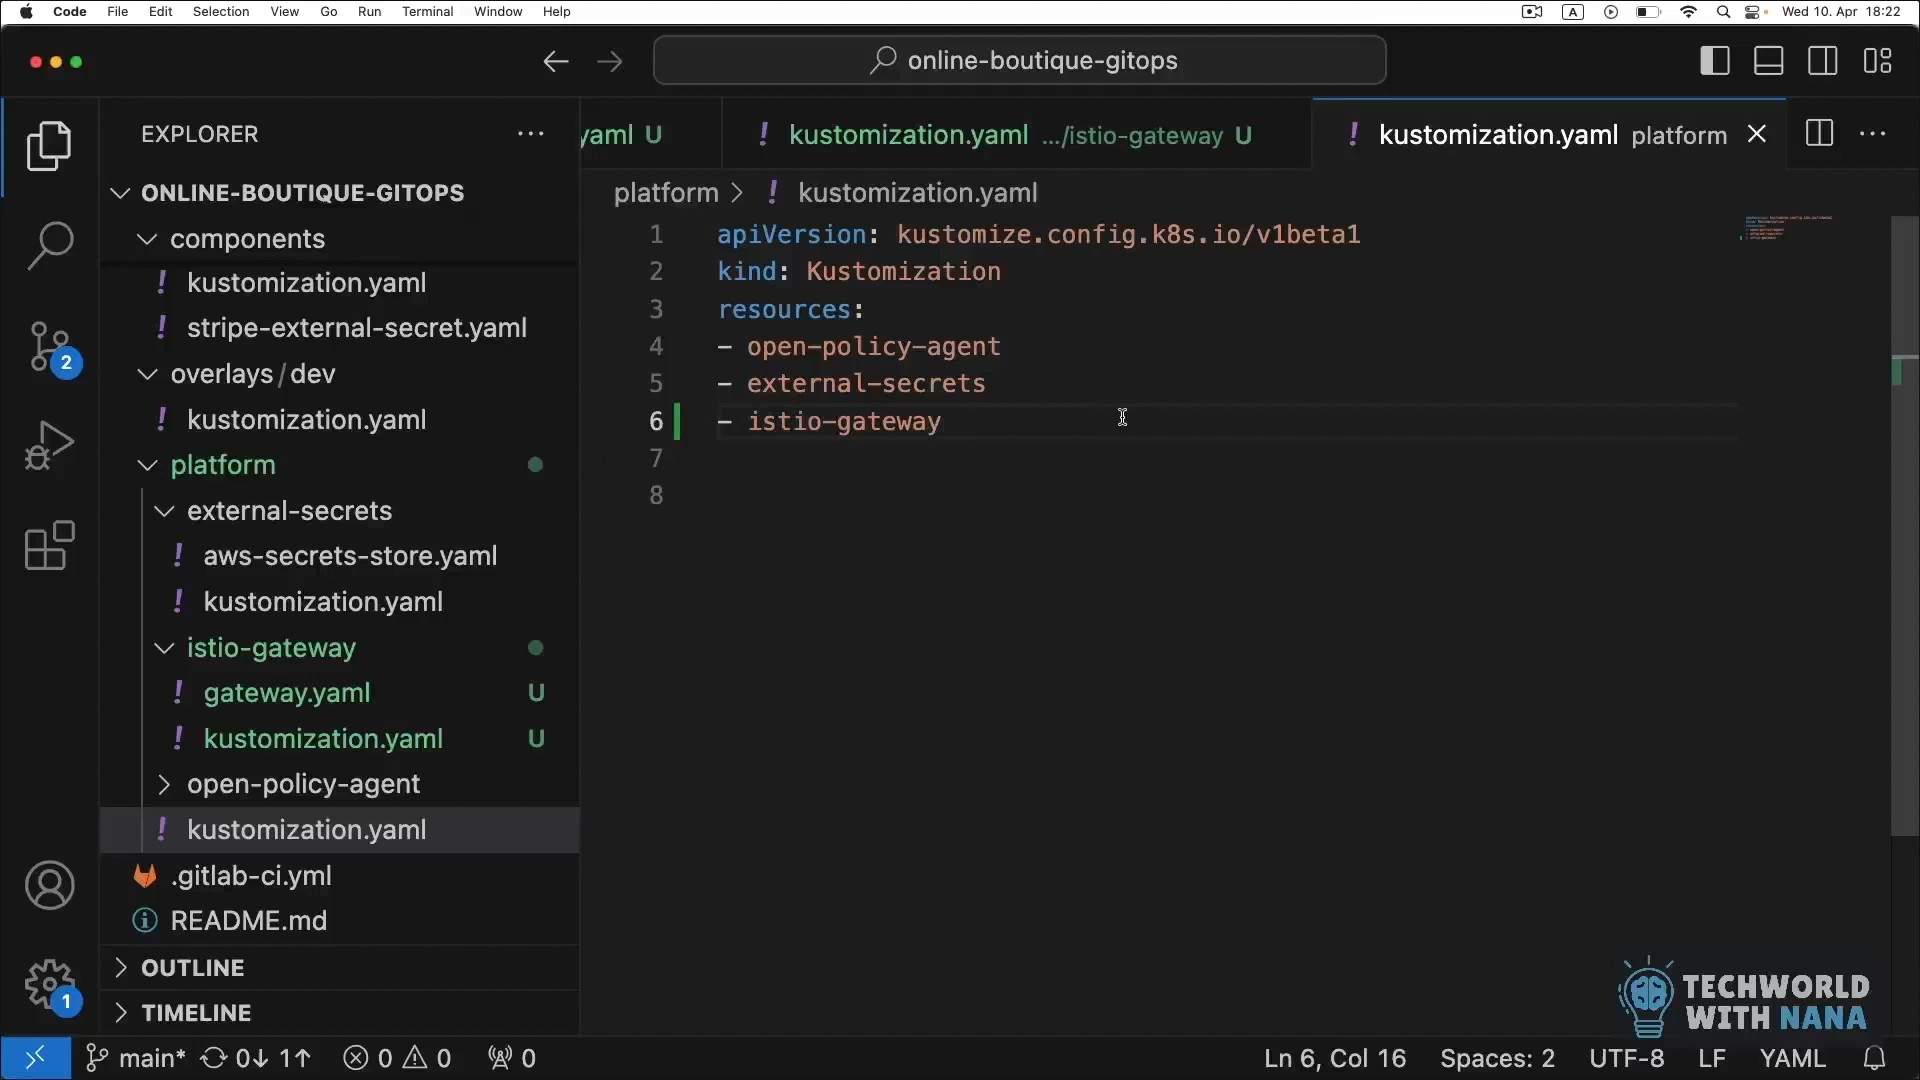 Code File Edit Selection View Go Run Terminal Window Help A Wed 10. Apr 18:22
online-boutique-gitops
EXPLORER
ONLINE-BOUTIQUE-GITOPS
components
kustomization.yaml
stripe-external-secret.yaml
overlays/dev
kustomization.yaml
platform
external-secrets
aws-secrets-store.yaml
kustomization.yaml
istio-gateway
gateway.yaml U
kustomization.yaml U
open-policy-agent
kustomization.yaml
.gitlab-ci.yml
README.md
OUTLINE
TIMELINE
2
1
yaml U
kustomization.yaml .../istio-gateway U
kustomization.yaml platform
platform > kustomization.yaml
1 apiVersion: kustomize.config.k8s.io/v1beta1
2 kind: Kustomization
3 resources:
4 - open-policy-agent
5 - external-secrets
6 - istio-gateway
7
8
TECHWORLD
WITH NANA
main* 0↓ 1↑ 0 0 0 Ln 6, Col 16 Spaces: 2 UTF-8 LF YAML